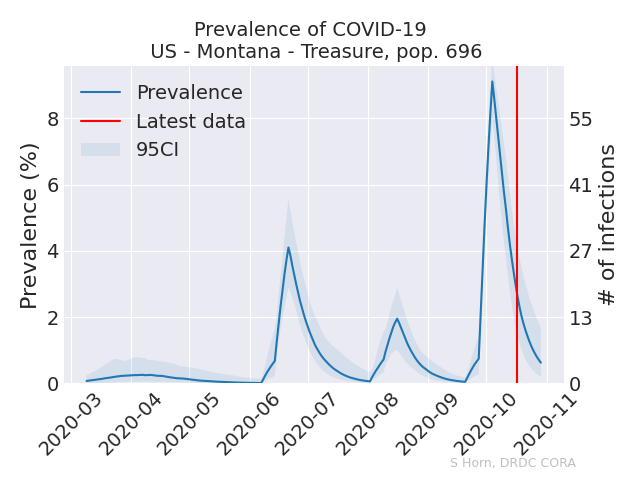 Prevalence of COVID-19
US - Montana - Treasure, pop. 696
Prevalence
Latest data
95CI
Prevalence (%)
8
6
4
2
0
55
41
27
13
0
# of infections
2020-03
2020-04
2020-05
2020-06
2020-07
2020-08
2020-09
2020-10
2020-11
S Horn, DRDC CORA